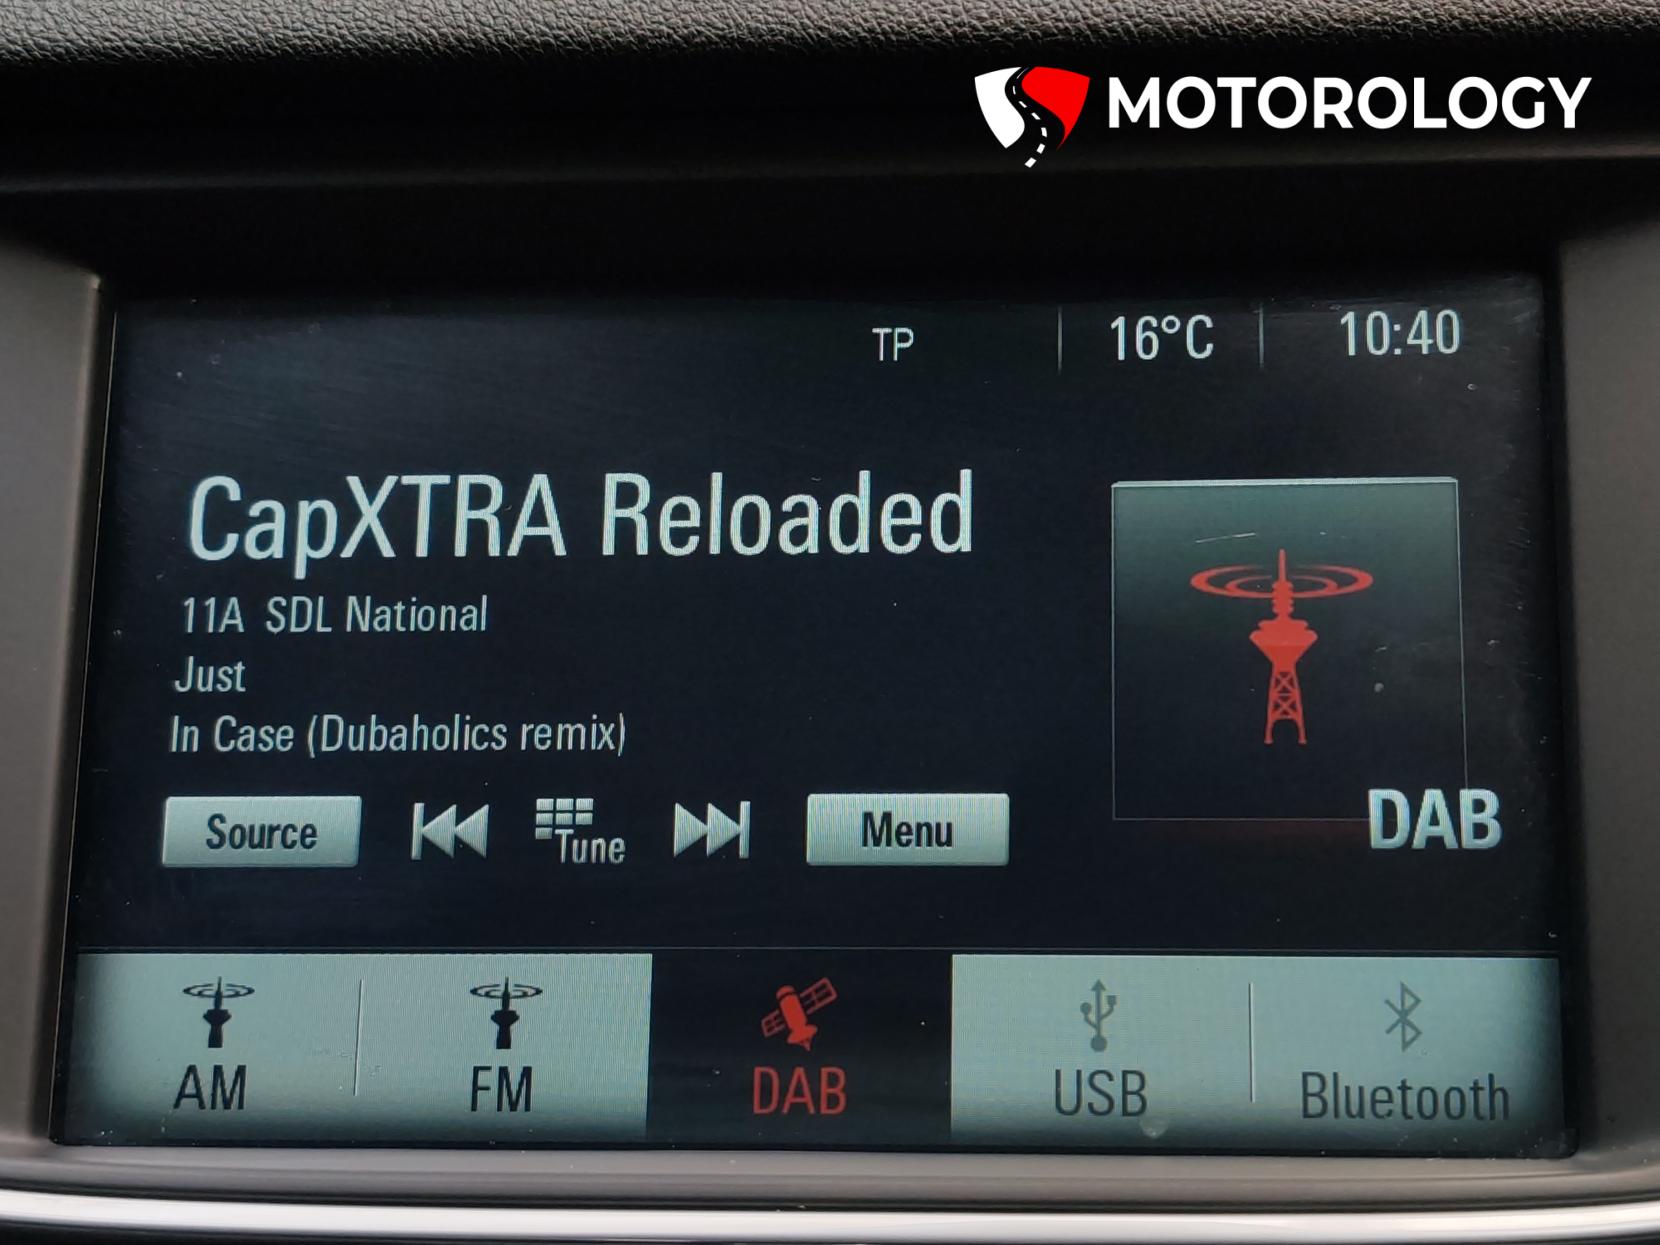 MOTOROLOGY
TP 16°C 10:40
CapXTRA Reloaded
11A SDL National
Just
In Case (Dubaholics remix)
Source Tune Menu
DAB
AM FM DAB USB Bluetooth